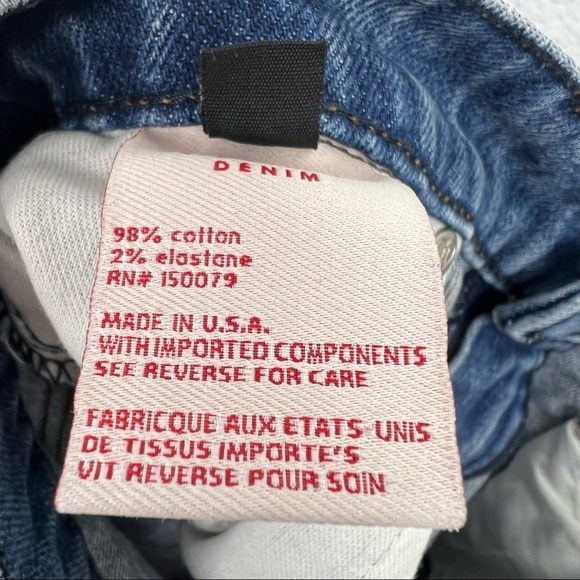 DENIM
98% cotton
2% elastane
RN# 150079
MADE IN U.S.A.
WITH IMPORTED COMPONENTS
SEE REVERSE FOR CARE
FABRICQUE AUX ETATS UNIS
DE TISSUS IMPORTE'S
VIT REVERSE POUR SOIN